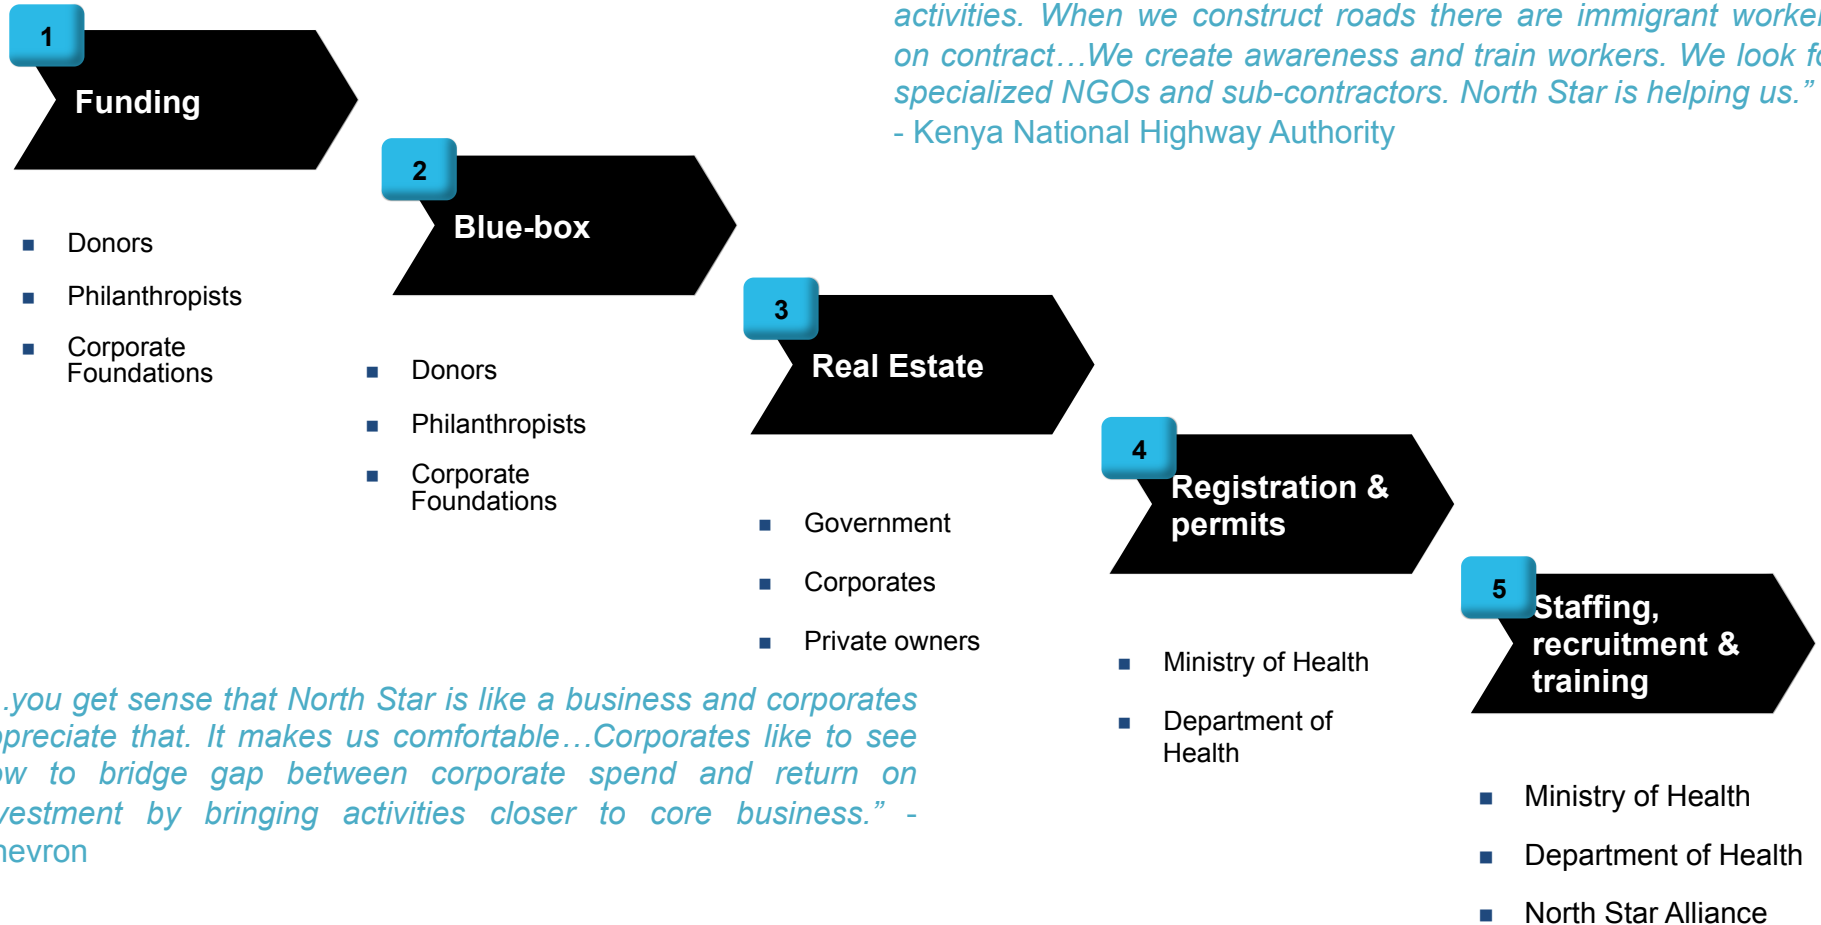 activities. When we construct roads there are immigrant
on contract…We create awareness and train workers. We look
specialized NGOs and sub-contractors. North Star is helping us.”
- Kenya National Highway Authority
1
Funding
■ Donors
■ Philanthropists
■ Corporate
Foundations
2
Blue-box
■ Donors
■ Philanthropists
■ Corporate
Foundations
3
Real Estate
■ Government
■ Corporates
■ Private owners
4
Registration &
permits
■ Ministry of Health
■ Department of
Health
5
Staffing,
recruitment &
training
■ Ministry of Health
■ Department of Health
■ North Star Alliance
.you get sense that North Star is like a business and corporates
that. It makes us comfortable…Corporates like to see
to bridge gap between corporate spend and return on
by bringing activities closer to core business.” -